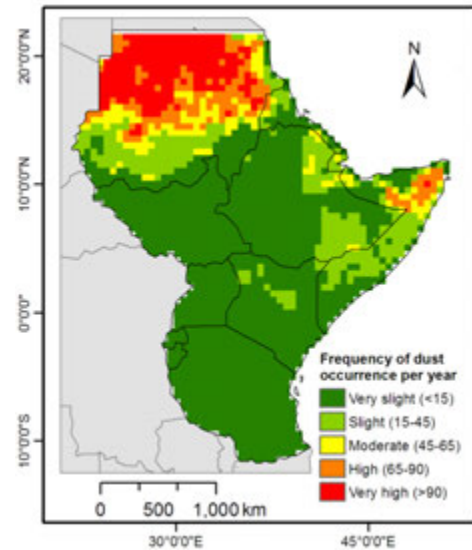 20°0'0"N
10°0'0"N
0°0'0"
10°0'0"S
N
Frequency of dust
occurrence per year
Very slight (<15)
Slight (15-45)
Moderate (45-65)
High (65-90)
Very high (>90)
0 500 1,000 km
30°0'0"E 45°0'0"E